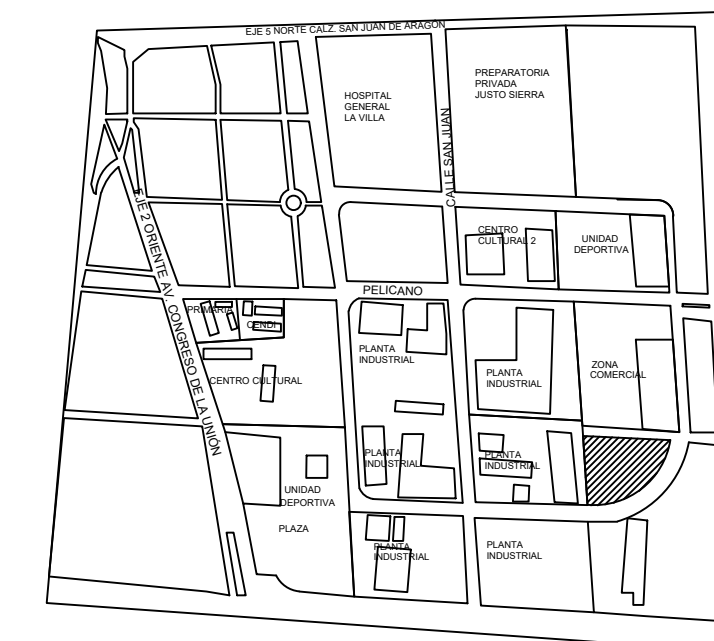 EJE 5 NORTE CALZ. SAN JUAN DE ARAGON
HOSPITAL
GENERAL
LA VILLA
PREPARATORIA
PRIVADA
JUSTO SIERRA
CALLE SAN JUAN
EJE 2 ORIENTE AV. CONGRESO DE LA UNIÓN
CENTRO
CULTURAL 2
UNIDAD
DEPORTIVA
PELICANO
PRIMARIA
CENDI
CENTRO CULTURAL
PLANTA
INDUSTRIAL
PLANTA
INDUSTRIAL
ZONA
COMERCIAL
PLANTA
INDUSTRIAL
PLANTA
INDUSTRIAL
UNIDAD
DEPORTIVA
PLAZA
PLANTA
INDUSTRIAL
PLANTA
INDUSTRIAL